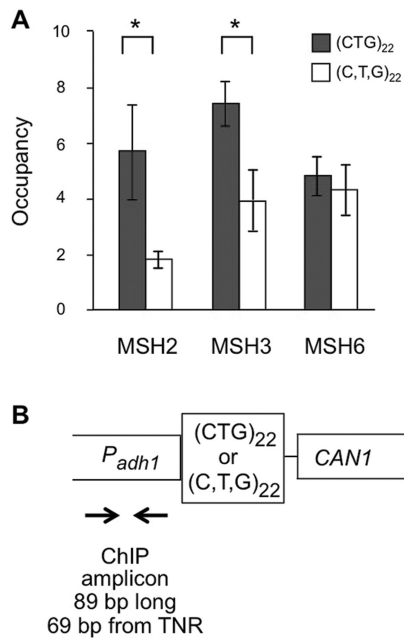 A
* *
10
(CTG)22
(C,T,G)22
8
6
4
2
0
Occupancy
MSH2 MSH3 MSH6
B
Padh1
(CTG)22
or
(C,T,G)22
CAN1
ChIP
amplicon
89 bp long
69 bp from TNR